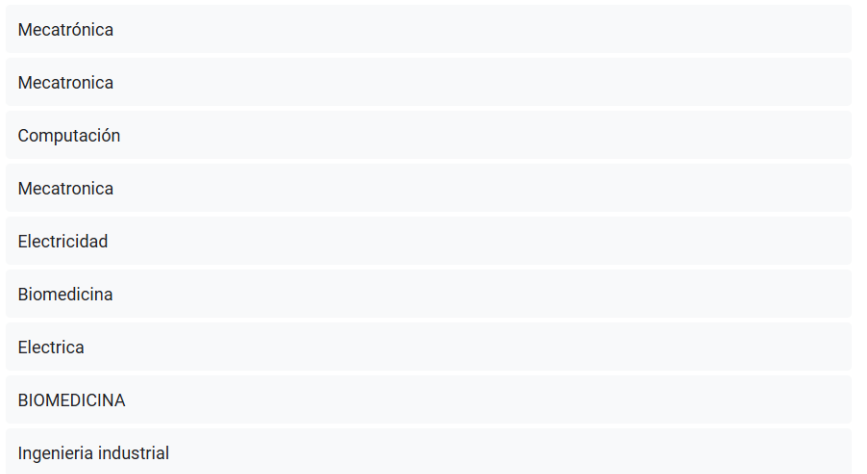 Mecatrónica
Mecatronica
Computación
Mecatronica
Electricidad
Biomedicina
Electrica
BIOMEDICINA
Ingenieria industrial